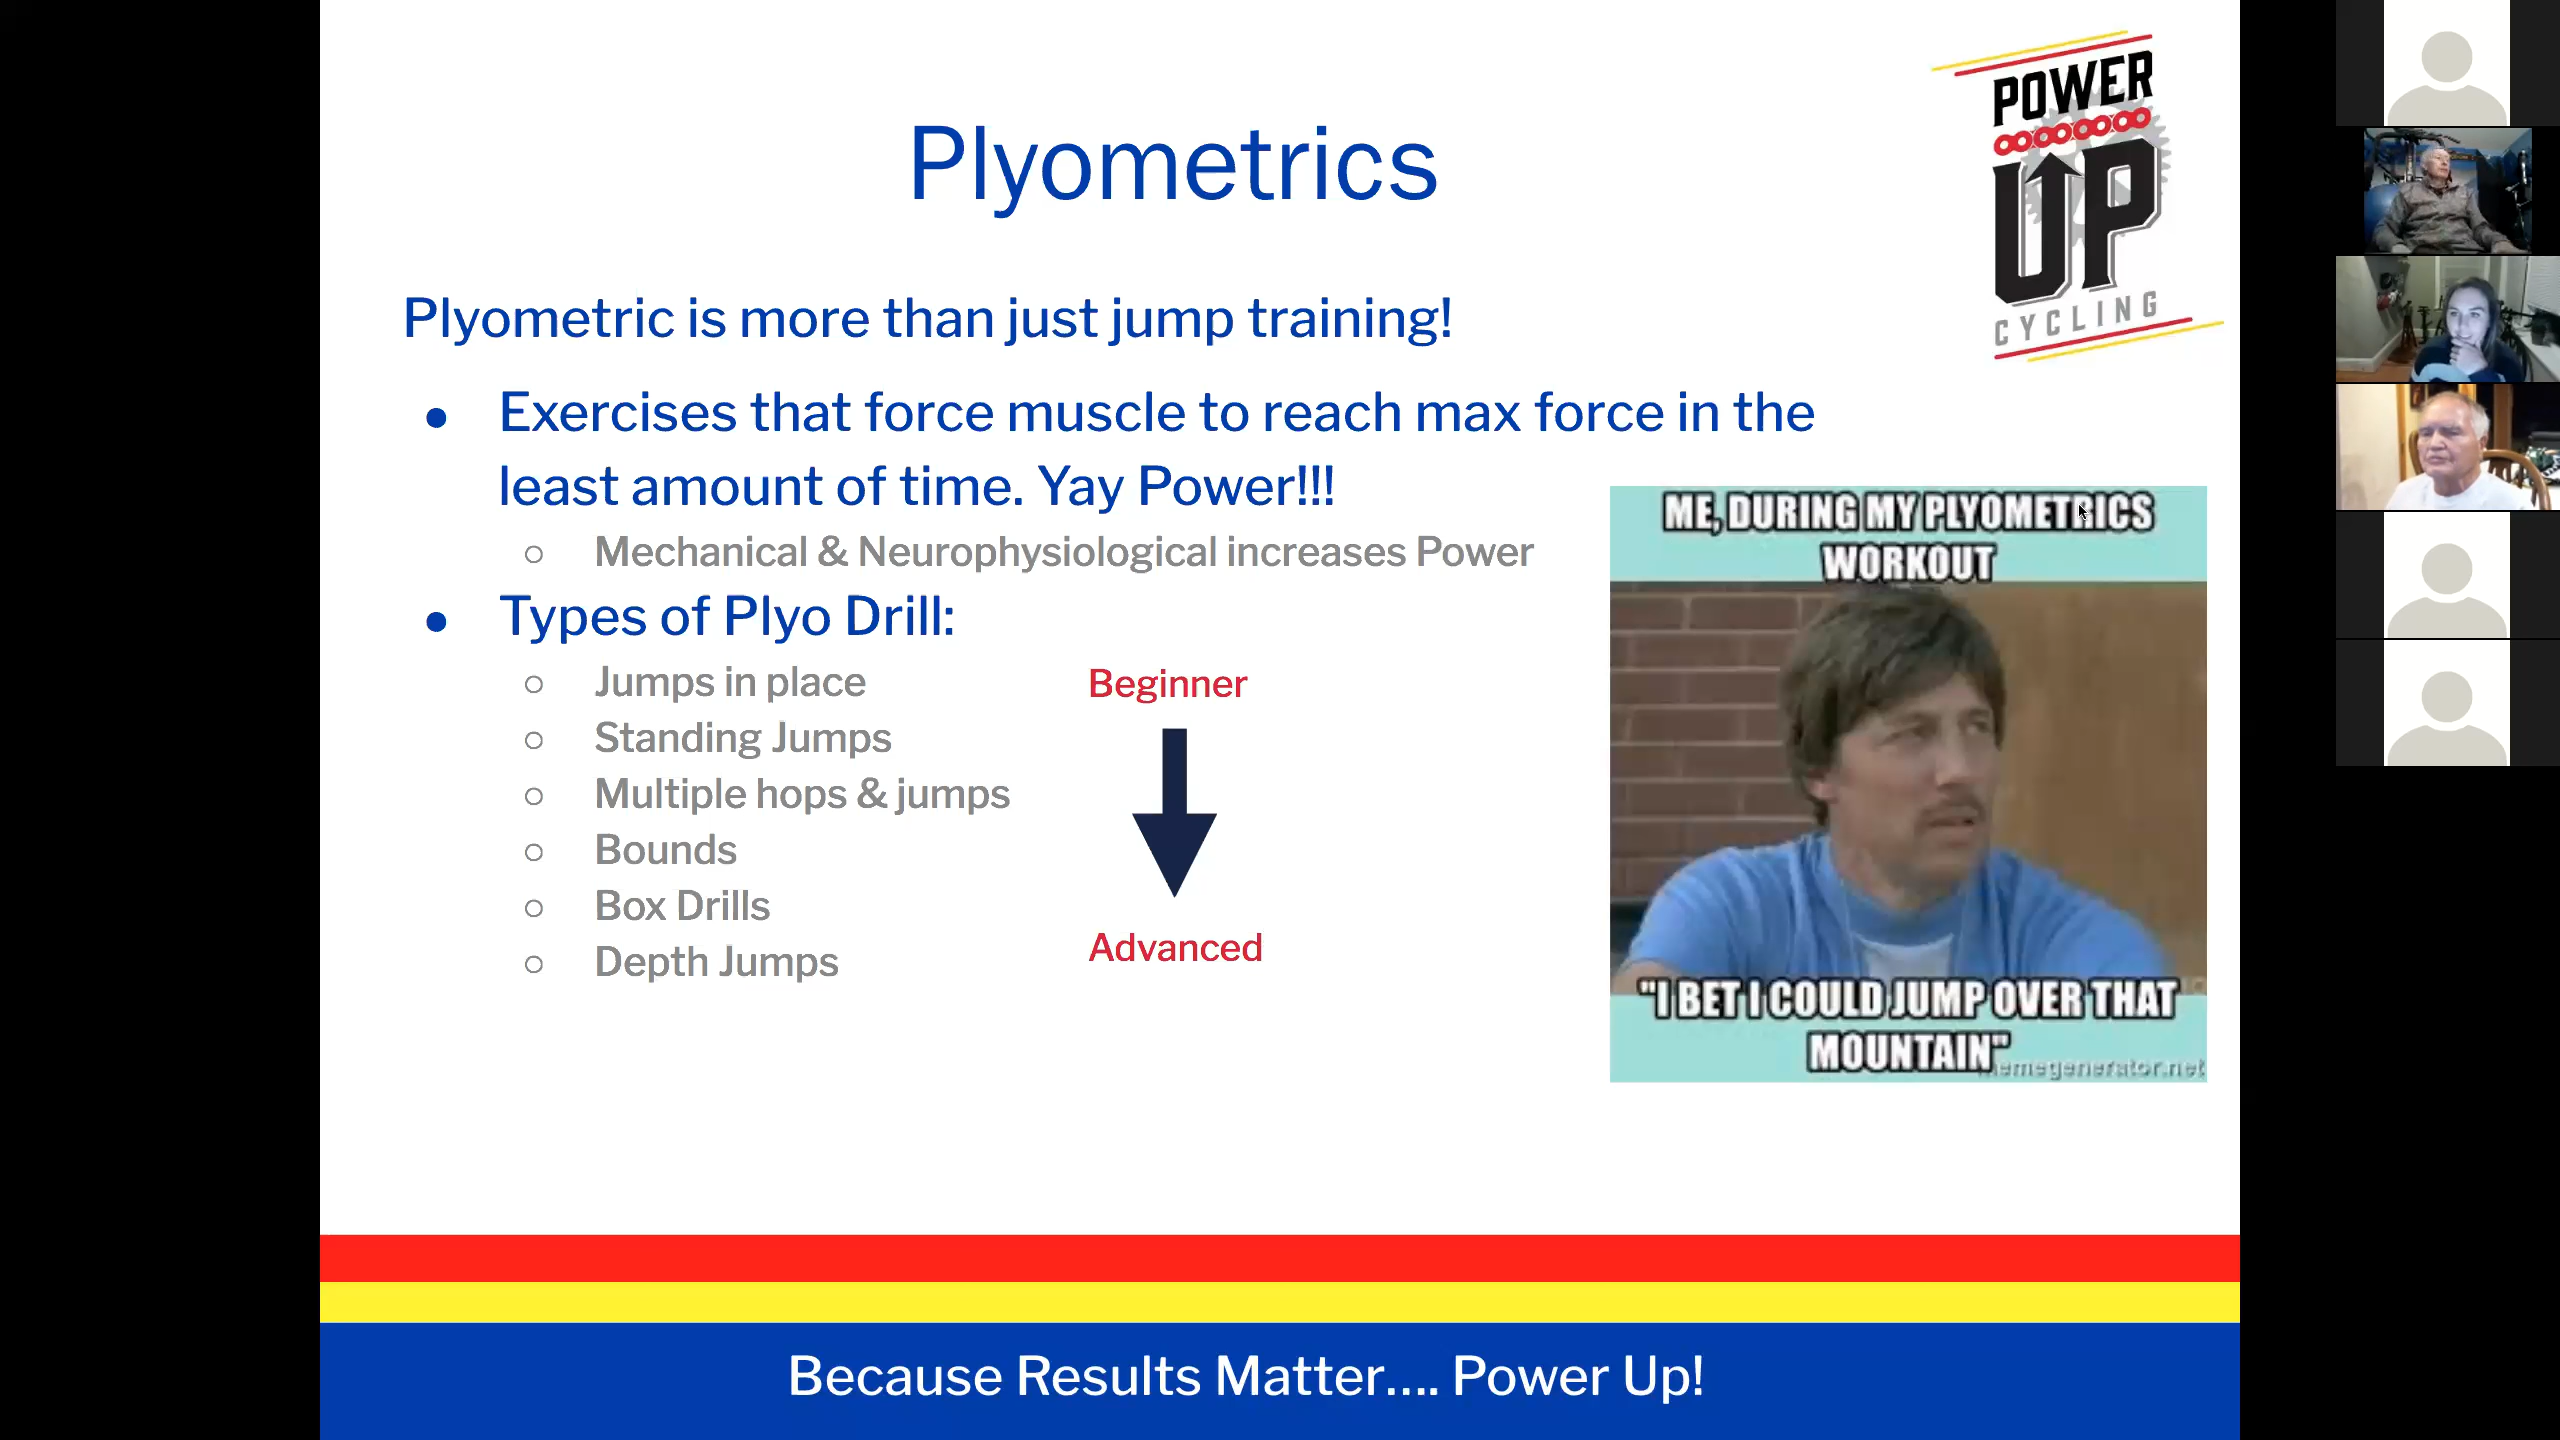 Plyometrics
POWER
UP
CYCLING
Plyometric is more than just jump training!
● Exercises that force muscle to reach max force in the
least amount of time. Yay Power!!!
○ Mechanical & Neurophysiological increases Power
● Types of Plyo Drill:
○ Jumps in place
○ Standing Jumps
○ Multiple hops & jumps
○ Bounds
○ Box Drills
○ Depth Jumps
Beginner
Advanced
ME, DURING MY PLYOMETRICS
WORKOUT
"I BET I COULD JUMP OVER THAT
MOUNTAIN"
memegenerator.net
Because Results Matter.... Power Up!